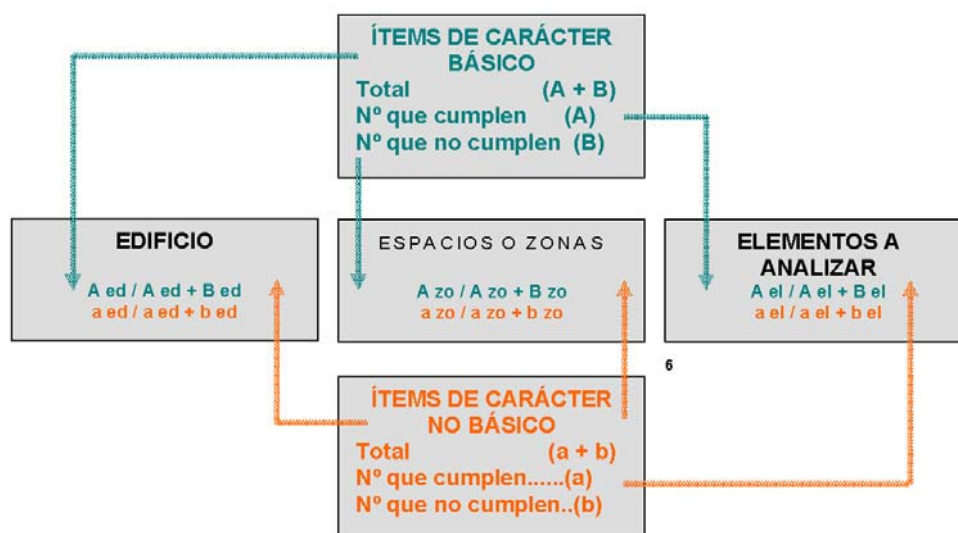 ÍTEMS DE CARÁCTER
BÁSICO
Total (A + B)
Nº que cumplen (A)
Nº que no cumplen (B)
EDIFICIO
A ed / A ed + B ed
a ed / a ed + b ed
ESPACIOS O ZONAS
A zo / A zo + B zo
a zo / a zo + b zo
ELEMENTOS A
ANALIZAR
A el / A el + B el
a el / a el + b el
6
ÍTEMS DE CARÁCTER
NO BÁSICO
Total (a + b)
Nº que cumplen......(a)
Nº que no cumplen..(b)